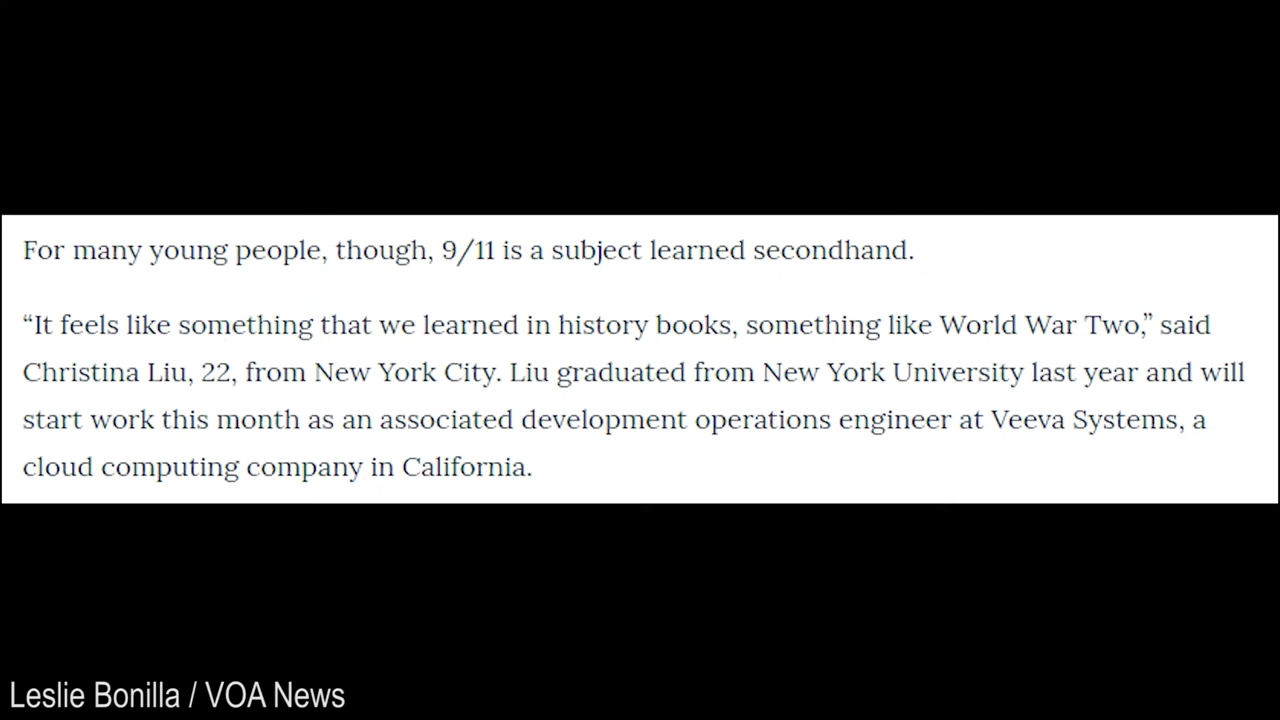 For many young people, though, 9/11 is a subject learned secondhand.
“It feels like something that we learned in history books, something like World War Two,” said
Christina Liu, 22, from New York City. Liu graduated from New York University last year and will
start work this month as an associated development operations engineer at Veeva Systems, a
cloud computing company in California.
Leslie Bonilla / VOA News